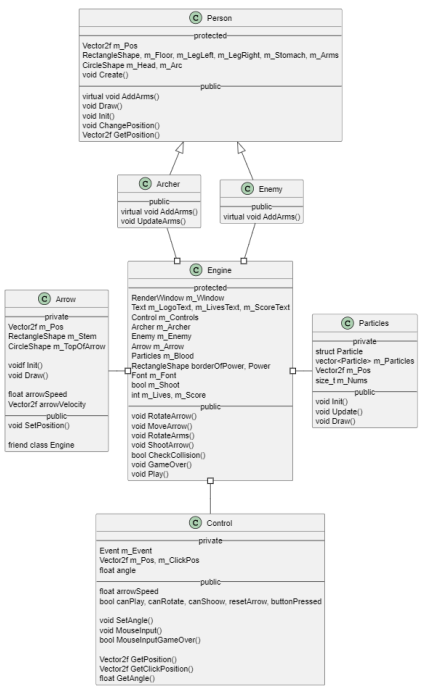 C Person
protected
Vector2f m_Pos
RectangleShape, m_Floor, m_LegLeft, m_LegRight, m_Stomach, m_Arms
CircleShape m_Head, m_Arc
void Create()
public
virtual void AddArms()
void Draw()
void Init()
void ChangePosition()
Vector2f GetPosition()
C Archer
public
virtual void AddArms()
void UpdateArms()
C Enemy
public
virtual void AddArms()
C Engine
protected
RenderWindow m_Window
Text m_LogoText, m_LivesText, m_ScoreText
Control m_Controls
Archer m_Archer
Enemy m_Enemy
Arrow m_Arrow
Particles m_Blood
RectangleShape borderOfPower, Power
Font m_Font
bool m_Shoot
int m_Lives, m_Score
public
void RotateArrow()
void MoveArrow()
void RotateArms()
void ShootArrow()
bool CheckCollision()
void GameOver()
void Play()
C Arrow
private
Vector2f m_Pos
RectangleShape m_Stem
CircleShape m_TopOfArrow
voidf Init()
void Draw()
float arrowSpeed
Vector2f arrowVelocity
public
void SetPosition()
friend class Engine
C Particles
private
struct Particle
vector<Particle> m_Particles
Vector2f m_Pos
size_t m_Nums
public
void Init()
void Update()
void Draw()
C Control
private
Event m_Event
Vector2f m_Pos, m_ClickPos
float angle
public
float arrowSpeed
bool canPlay, canRotate, canShoow, resetArrow, buttonPressed
void SetAngle()
void MouseInput()
bool MouseInputGameOver()
Vector2f GetPosition()
Vector2f GetClickPosition()
float GetAngle()